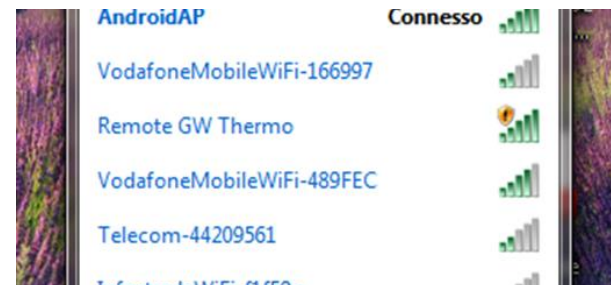 AndroidAP Connesso
VodafoneMobileWiFi-166997
Remote GW Thermo
VodafoneMobileWiFi-489FEC
Telecom-44209561